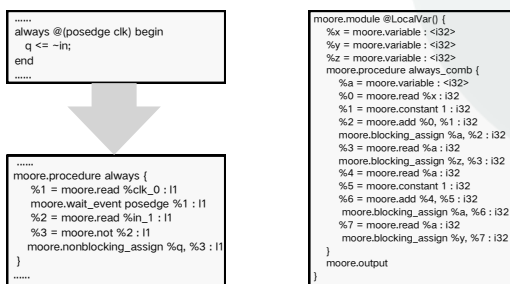 ......
always @(posedge clk) begin
q <= ~in;
end
......
......
moore.procedure always {
%1 = moore.read %clk_0 : l1
moore.wait_event posedge %1 : l1
%2 = moore.read %in_1 : l1
%3 = moore.not %2 : l1
moore.nonblocking_assign %q, %3 : l1
}
......
moore.module @LocalVar() {
%x = moore.variable : <i32>
%y = moore.variable : <i32>
%z = moore.variable : <i32>
moore.procedure always_comb {
%a = moore.variable : <i32>
%0 = moore.read %x : i32
%1 = moore.constant 1 : i32
%2 = moore.add %0, %1 : i32
moore.blocking_assign %a, %2 : i32
%3 = moore.read %a : i32
moore.blocking_assign %z, %3 : i32
%4 = moore.read %a : i32
%5 = moore.constant 1 : i32
%6 = moore.add %4, %5 : i32
moore.blocking_assign %a, %6 : i32
%7 = moore.read %a : i32
moore.blocking_assign %y, %7 : i32
}
moore.output
}